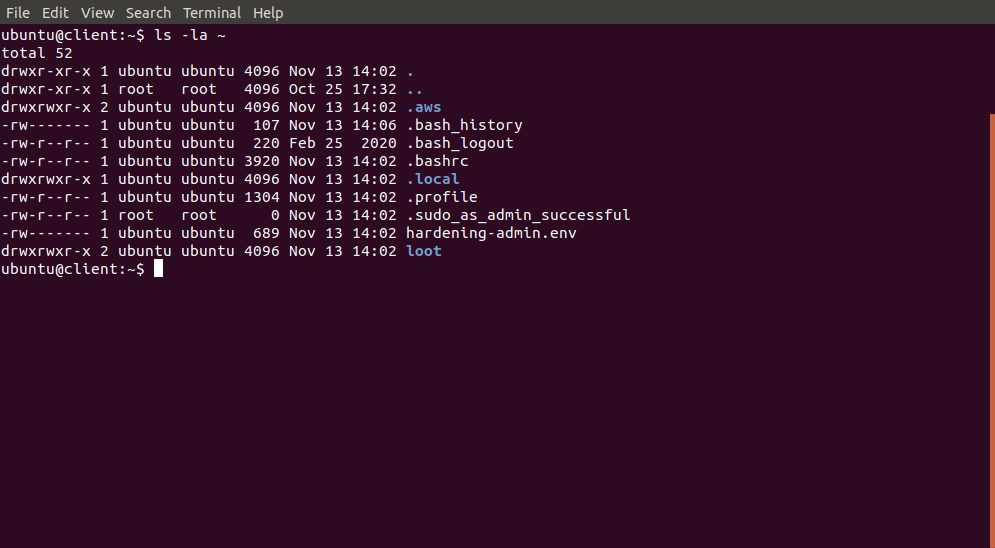 File Edit View Search Terminal Help
ubuntu@client:~$ ls -la ~
total 52
drwxr-xr-x 1 ubuntu ubuntu 4096 Nov 13 14:02 .
drwxr-xr-x 1 root   root   4096 Oct 25 17:32 ..
drwxrwxr-x 2 ubuntu ubuntu 4096 Nov 13 14:02 .aws
-rw------- 1 ubuntu ubuntu  107 Nov 13 14:06 .bash_history
-rw-r--r-- 1 ubuntu ubuntu  220 Feb 25  2020 .bash_logout
-rw-r--r-- 1 ubuntu ubuntu 3920 Nov 13 14:02 .bashrc
drwxrwxr-x 1 ubuntu ubuntu 4096 Nov 13 14:02 .local
-rw-r--r-- 1 ubuntu ubuntu 1304 Nov 13 14:02 .profile
-rw-r--r-- 1 root   root      0 Nov 13 14:02 .sudo_as_admin_successful
-rw------- 1 ubuntu ubuntu  689 Nov 13 14:02 hardening-admin.env
drwxrwxr-x 2 ubuntu ubuntu 4096 Nov 13 14:02 loot
ubuntu@client:~$